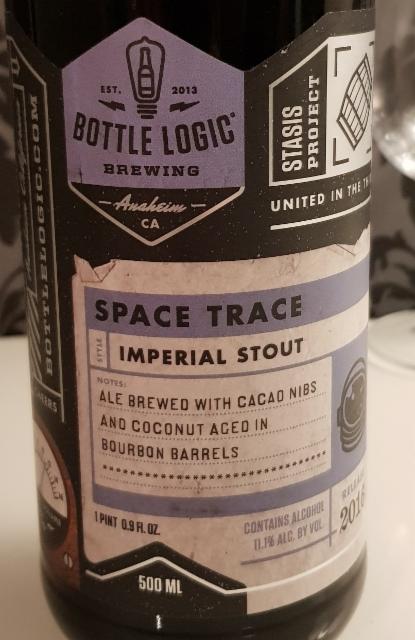 EST. 2013
BOTTLE LOGIC
BREWING
Anaheim
CA
BOTTLELOGIC.COM
STASIS
PROJECT
UNITED IN THE
SPACE TRACE
STYLE
IMPERIAL STOUT
NOTES:
ALE BREWED WITH CACAO NIBS
AND COCONUT AGED IN
BOURBON BARRELS
1 PINT 0.9 FL. OZ.
CONTAINS ALCOHOL
11.1% ALC. BY VOL.
500 ML